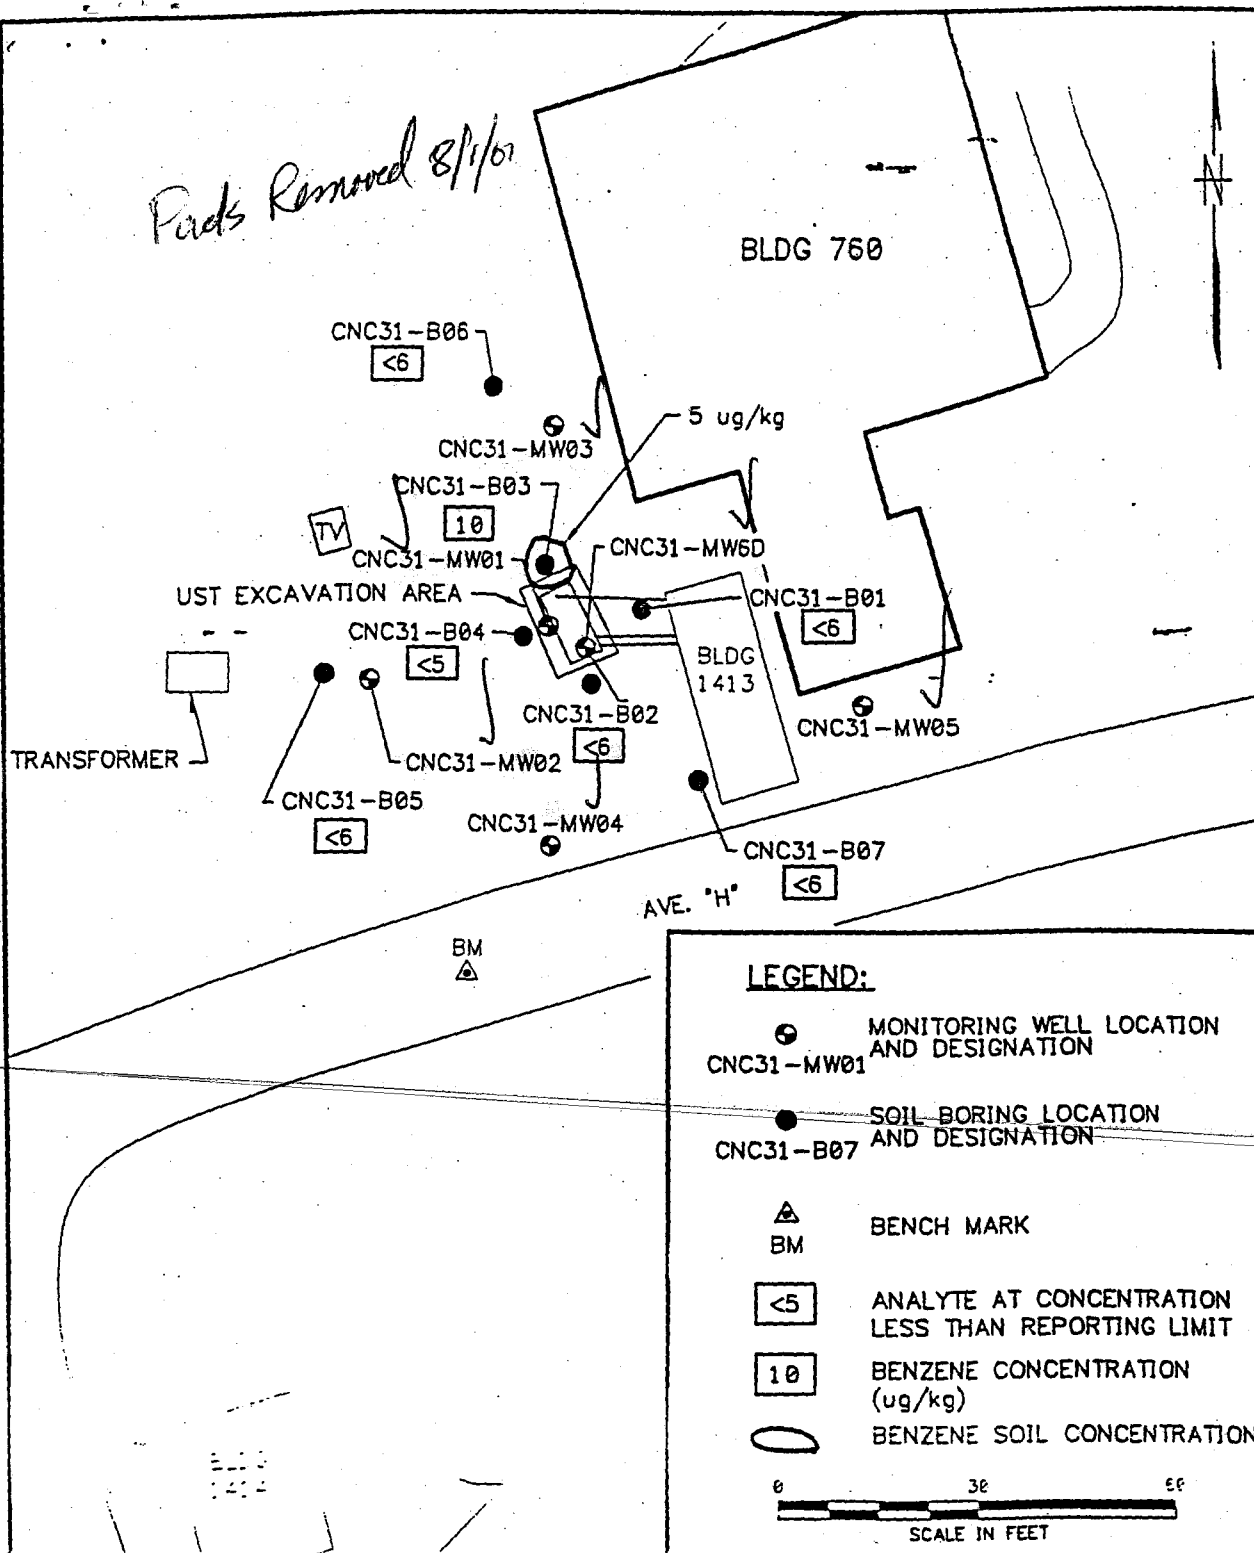 Pads Removed 8/1/01
N
BLDG 760
CNC31-B06
<6
5 ug/kg
CNC31-MW03
CNC31-B03
10
TV
CNC31-MW01
CNC31-MW6D
UST EXCAVATION AREA
CNC31-B01
<6
CNC31-B04
<5
BLDG
1413
CNC31-B02
<6
CNC31-MW05
TRANSFORMER
CNC31-MW02
CNC31-B05
<6
CNC31-MW04
CNC31-B07
<6
AVE. "H"
BM
LEGEND:
MONITORING WELL LOCATION
AND DESIGNATION
CNC31-MW01
SOIL BORING LOCATION
AND DESIGNATION
CNC31-B07
BENCH MARK
BM
<5
ANALYTE AT CONCENTRATION
LESS THAN REPORTING LIMIT
10
BENZENE CONCENTRATION
(ug/kg)
BENZENE SOIL CONCENTRATION
0 30 60
SCALE IN FEET